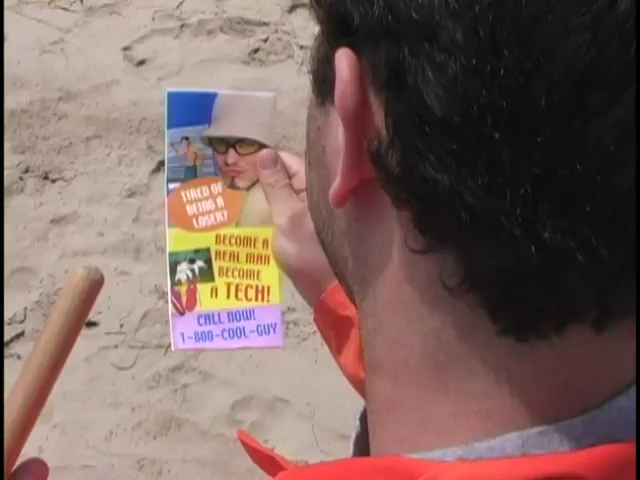 TIRED OF
BEING A
LOSER?
BECOME A
REAL MAN
BECOME
A TECH!
CALL NOW!
1-800-COOL-GUY